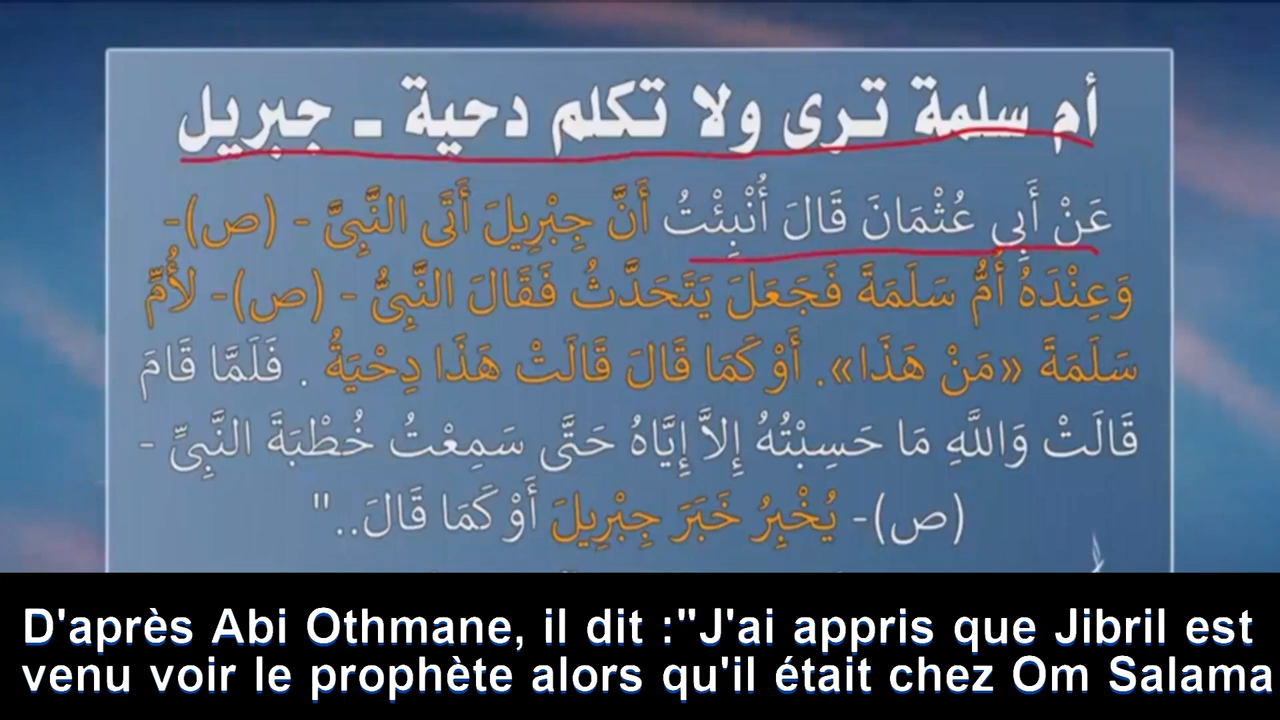 أم سلمة ترى ولا تكلم دحية ـ جبريل
عَنْ أَبِي عُثْمَانَ قَالَ أُنْبِئْتُ أَنَّ جِبْرِيلَ أَتَى النَّبِيَّ - (ص)-
وَعِنْدَهُ أُمُّ سَلَمَةَ فَجَعَلَ يَتَحَدَّثُ فَقَالَ النَّبِيُّ - (ص)- لأُمِّ
سَلَمَةَ «مَنْ هَذَا». أَوْ كَمَا قَالَ قَالَتْ هَذَا دِحْيَةُ . فَلَمَّا قَامَ
قَالَتْ وَاللَّهِ مَا حَسِبْتُهُ إِلاَّ إِيَّاهُ حَتَّى سَمِعْتُ خُطْبَةَ النَّبِيِّ -
(ص)- يُخْبِرُ خَبَرَ جِبْرِيلَ أَوْ كَمَا قَالَ.."
D'après Abi Othmane, il dit :"J'ai appris que Jibril est
venu voir le prophète alors qu'il était chez Om Salama